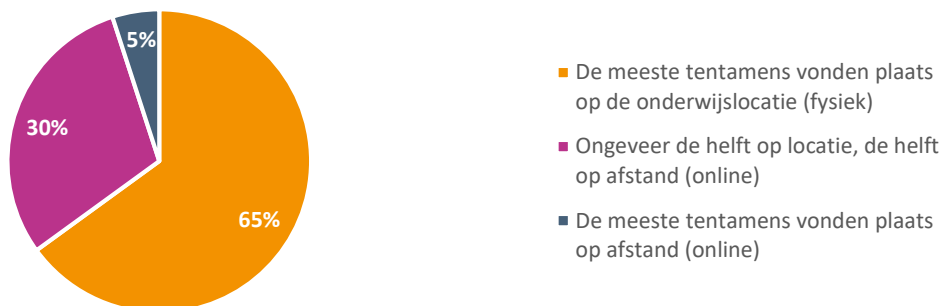 5%
30%
65%
De meeste tentamens vonden plaats
op de onderwijslocatie (fysiek)
Ongeveer de helft op locatie, de helft
op afstand (online)
De meeste tentamens vonden plaats
op afstand (online)